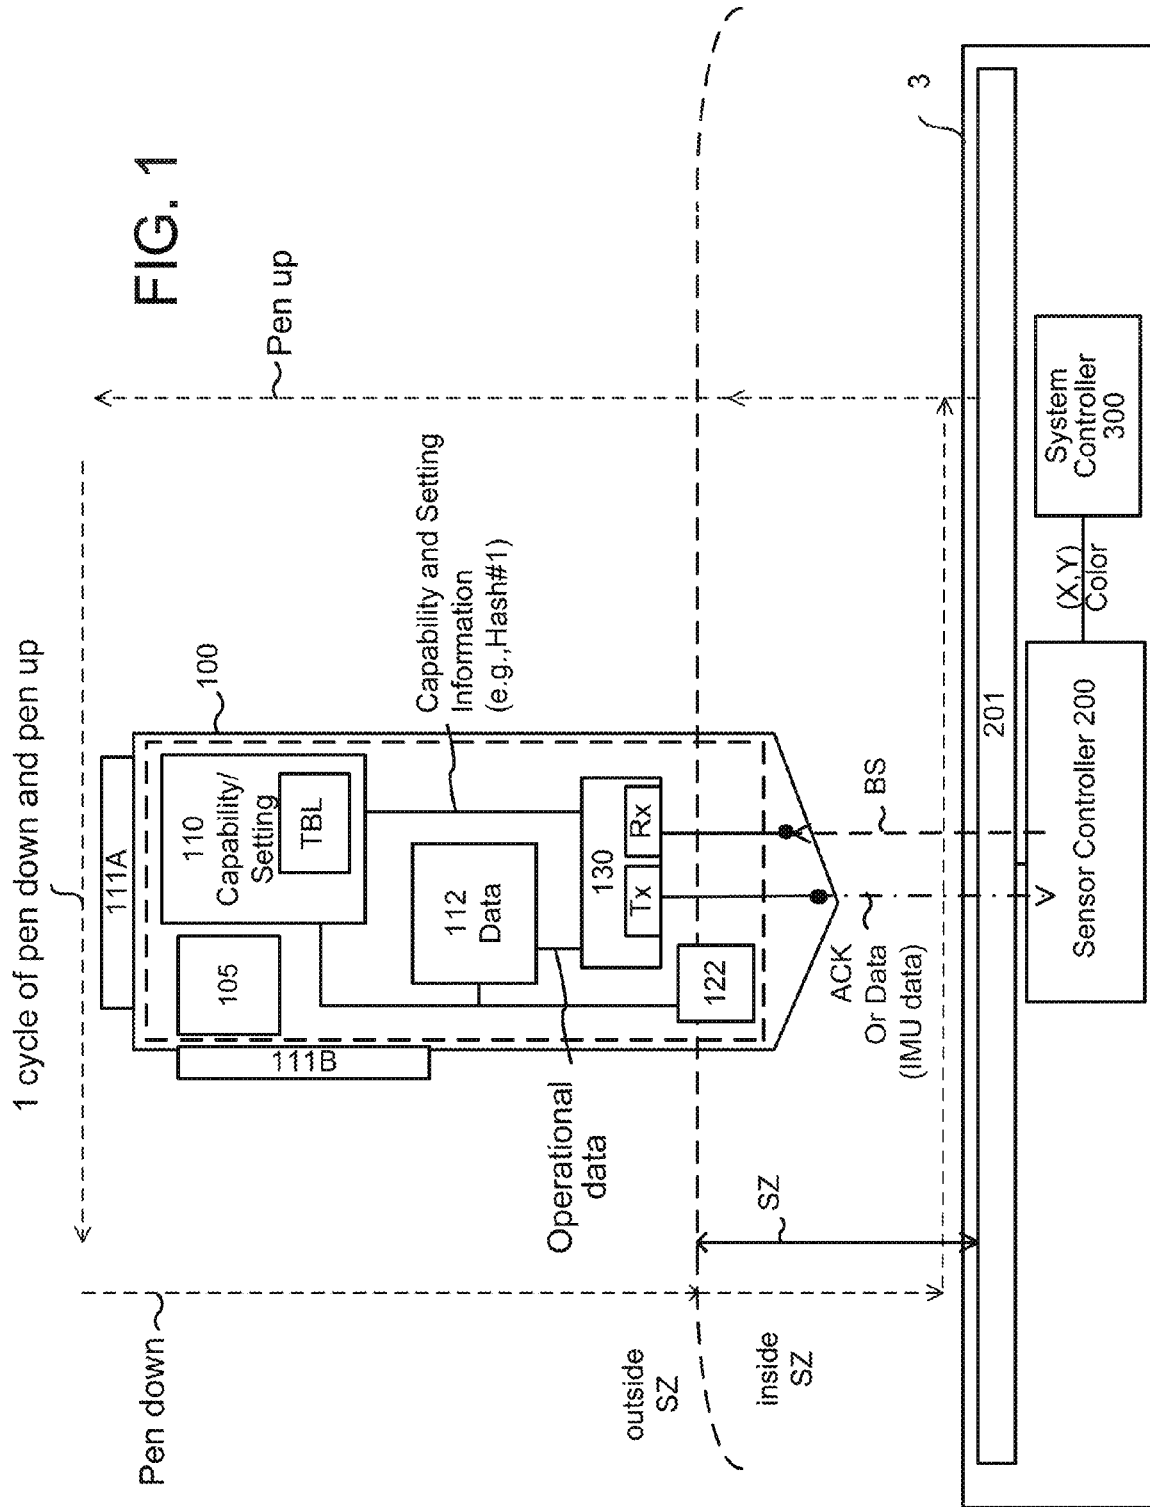 FIG. 1
1 cycle of pen down and pen up
Pen down
Pen up
111A
111B
100
105
110
Capability/
Setting
TBL
112
Data
130
Tx
Rx
122
Capability and Setting
Information
(e.g.,Hash#1)
Operational
data
outside
SZ
inside
SZ
SZ
ACK
Or Data
(IMU data)
BS
3
201
Sensor Controller 200
(X,Y)
Color
System
Controller
300